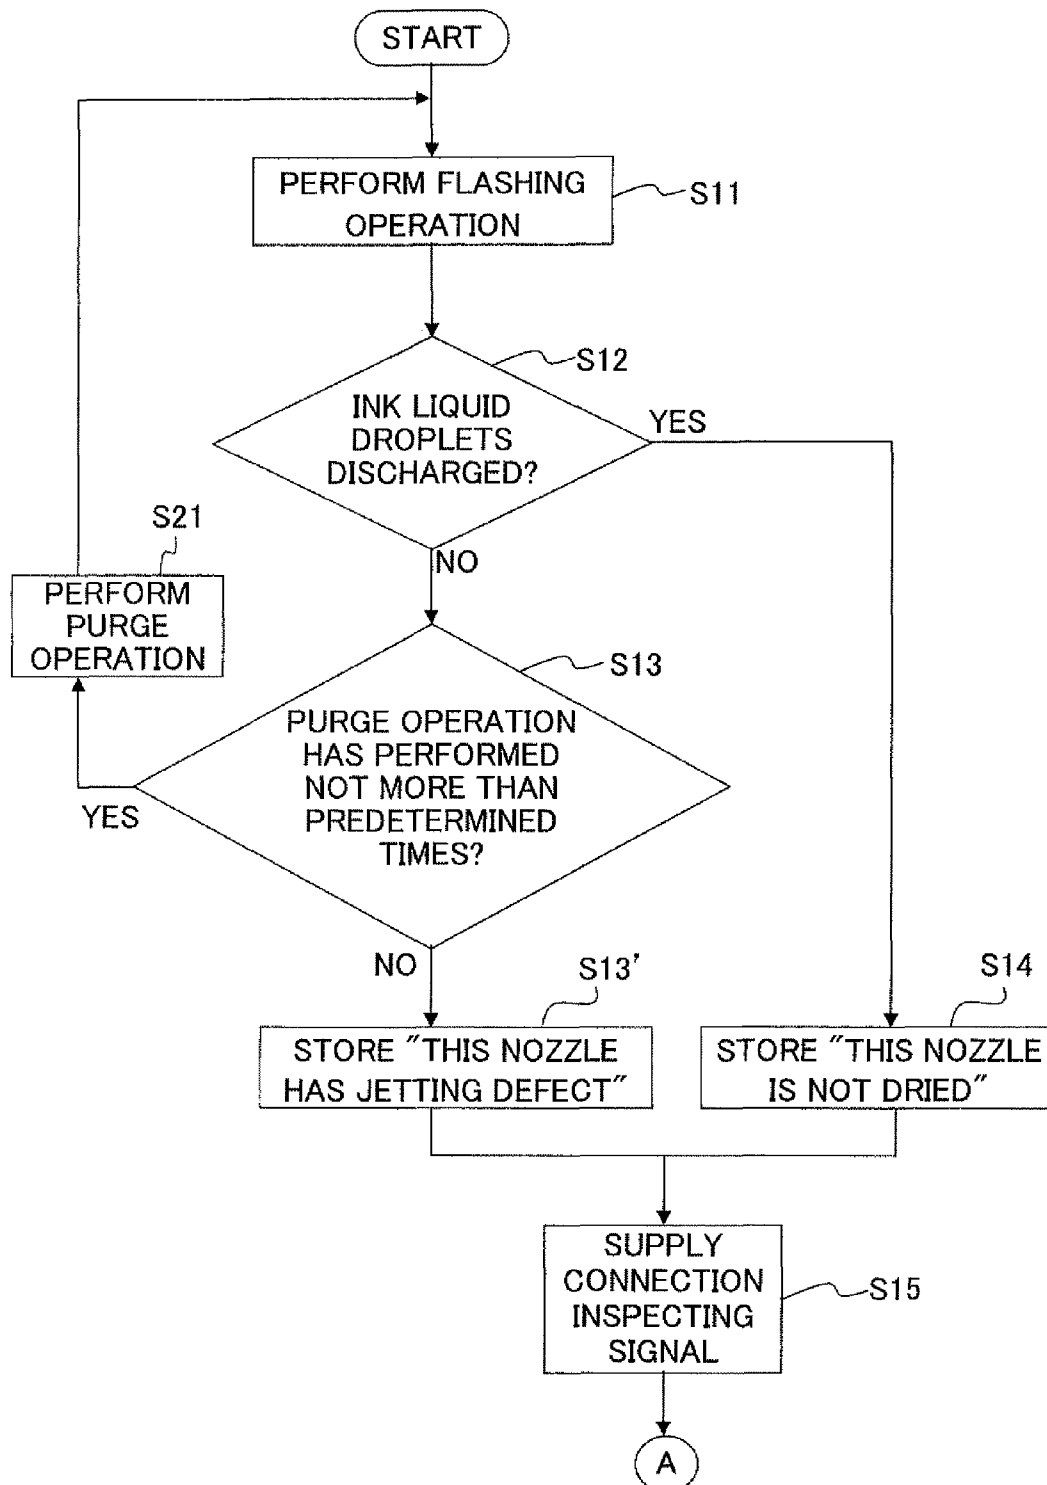 START
PERFORM FLASHING
OPERATION
S11
S12
INK LIQUID
DROPLETS
DISCHARGED?
YES
NO
S21
PERFORM
PURGE
OPERATION
S13
PURGE OPERATION
HAS PERFORMED
NOT MORE THAN
PREDETERMINED
TIMES?
YES
NO
S13'
STORE "THIS NOZZLE
HAS JETTING DEFECT"
S14
STORE "THIS NOZZLE
IS NOT DRIED"
SUPPLY
CONNECTION
INSPECTING
SIGNAL
S15
A